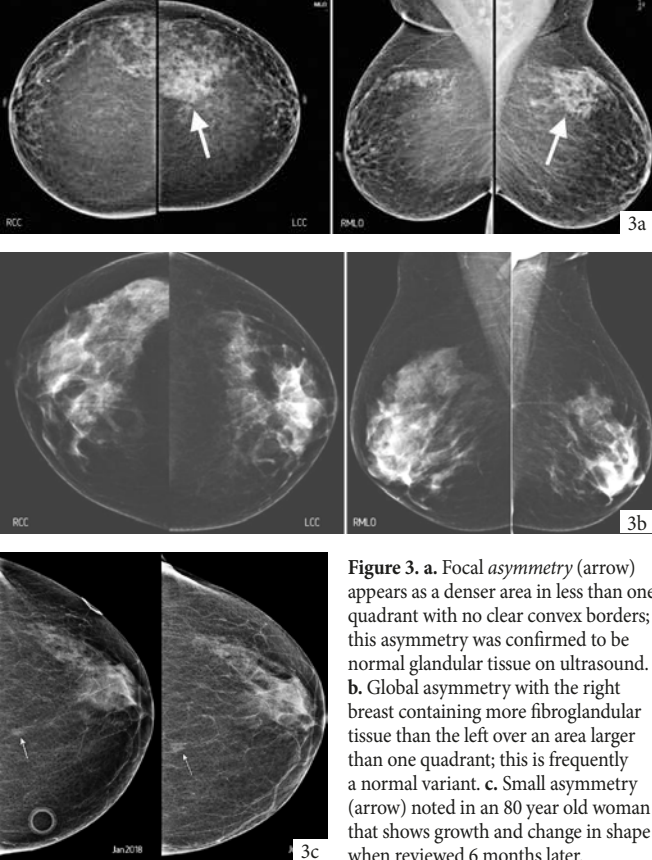 MLO
RCC
LCC
RMLO
3a
RCC
LCC
RMLO
3b
Jan2018
3c
Figure 3. a. Focal asymmetry (arrow)
appears as a denser area in less than one
quadrant with no clear convex borders;
this asymmetry was confirmed to be
normal glandular tissue on ultrasound.
b. Global asymmetry with the right
breast containing more fibroglandular
tissue than the left over an area larger
than one quadrant; this is frequently
a normal variant. c. Small asymmetry
(arrow) noted in an 80 year old woman
that shows growth and change in shape
when reviewed 6 months later.